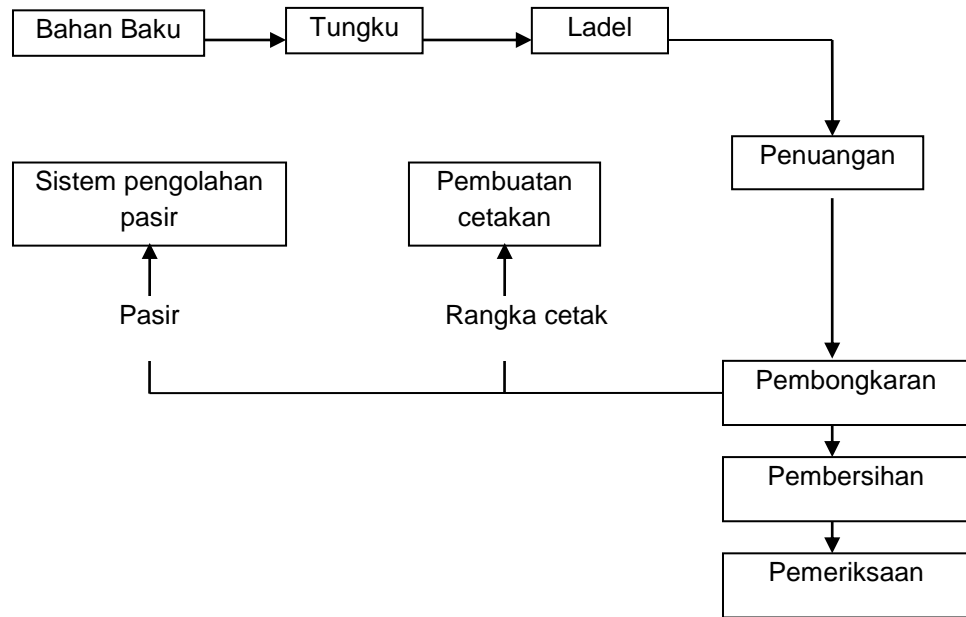 Bahan Baku
Tungku
Ladel
Penuangan
Sistem pengolahan
pasir
Pembuatan
cetakan
Pasir
Rangka cetak
Pembongkaran
Pembersihan
Pemeriksaan